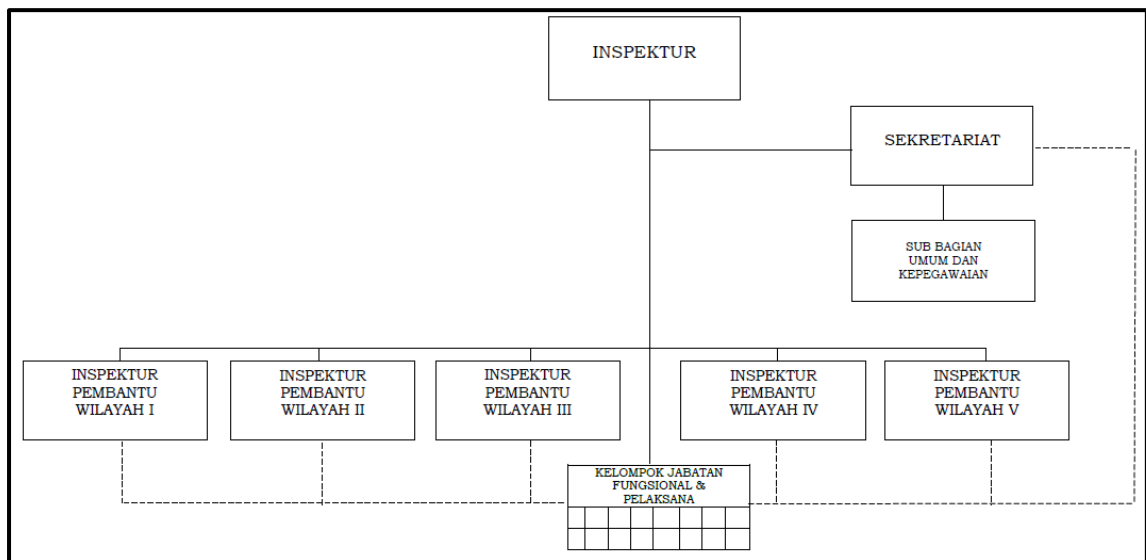 INSPEKTUR
SEKRETARIAT
SUB BAGIAN
UMUM DAN
KEPEGAWAIAN
INSPEKTUR
PEMBANTU
WILAYAH I
INSPEKTUR
PEMBANTU
WILAYAH II
INSPEKTUR
PEMBANTU
WILAYAH III
INSPEKTUR
PEMBANTU
WILAYAH IV
INSPEKTUR
PEMBANTU
WILAYAH V
KELOMPOK JABATAN
FUNGSIONAL &
PELAKSANA